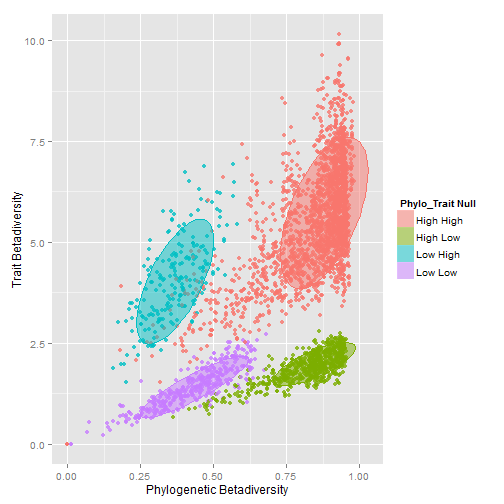 10.0
7.5
5.0
2.5
0.0
0.00 0.25 0.50 0.75 1.00
Phylogenetic Betadiversity
Trait Betadiversity
Phylo_Trait Null
High High
High Low
Low High
Low Low